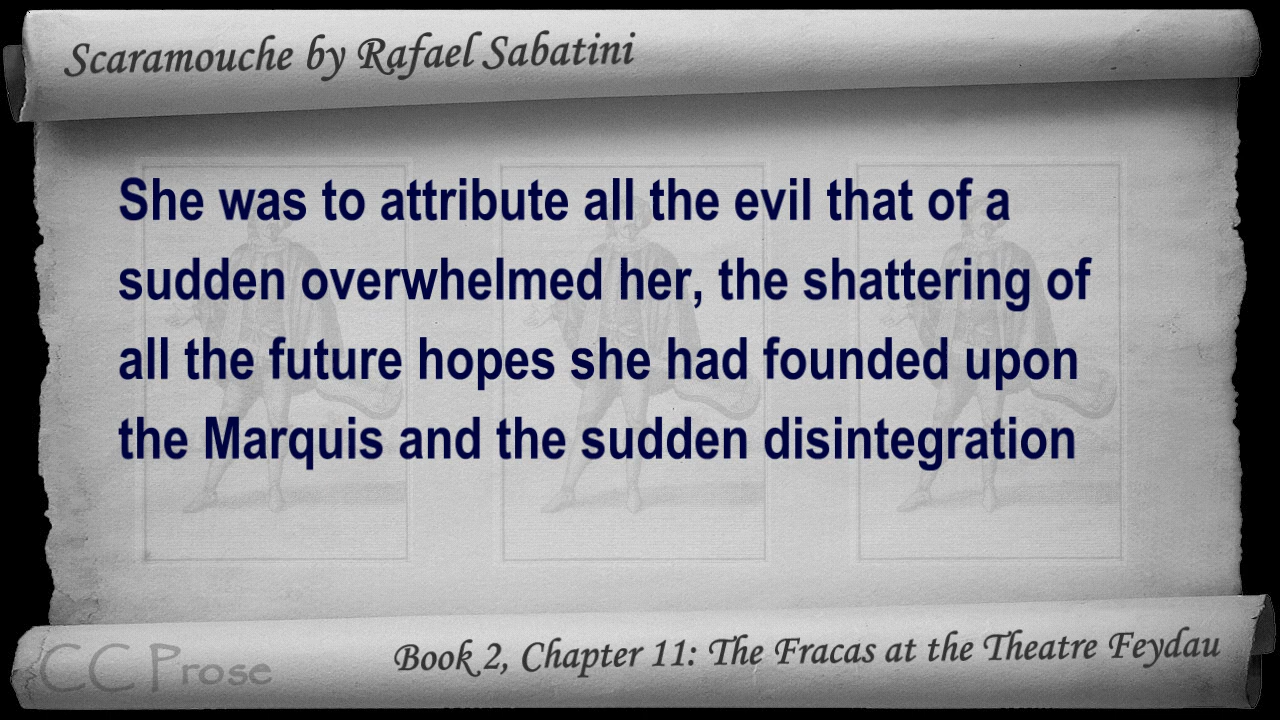 Scaramouche by Rafael Sabatini
She was to attribute all the evil that of a
sudden overwhelmed her, the shattering of
all the future hopes she had founded upon
the Marquis and the sudden disintegration
CC Prose
Book 2, Chapter 11: The Fracas at the Theatre Feydau